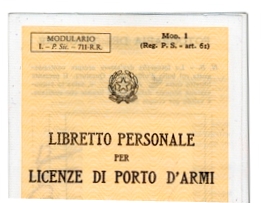 MODULARIO
I. - P. Sic. - 711-R.R.
Mod. 1
(Reg. P. S. - art. 61)
LIBRETTO PERSONALE
PER
LICENZE DI PORTO D'ARMI